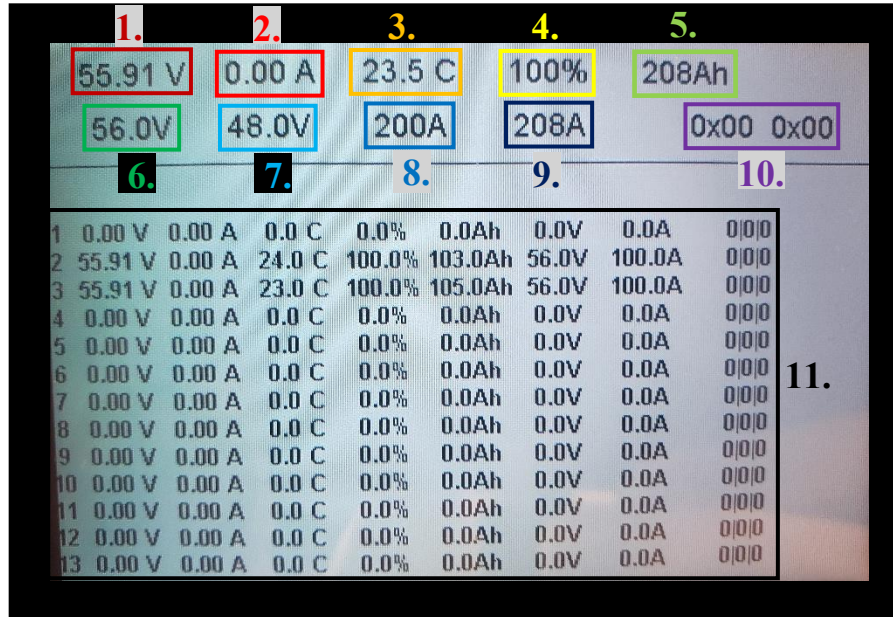 1. 2. 3. 4. 5.
55.91 V 0.00 A 23.5 C 100% 208Ah
56.0V 48.0V 200A 208A 0x00 0x00
6. 7. 8. 9. 10.
1 0.00 V 0.00 A 0.0 C 0.0% 0.0Ah 0.0V 0.0A 0|0|0
2 55.91 V 0.00 A 24.0 C 100.0% 103.0Ah 56.0V 100.0A 0|0|0
3 55.91 V 0.00 A 23.0 C 100.0% 105.0Ah 56.0V 100.0A 0|0|0
4 0.00 V 0.00 A 0.0 C 0.0% 0.0Ah 0.0V 0.0A 0|0|0
5 0.00 V 0.00 A 0.0 C 0.0% 0.0Ah 0.0V 0.0A 0|0|0
6 0.00 V 0.00 A 0.0 C 0.0% 0.0Ah 0.0V 0.0A 0|0|0
11.
7 0.00 V 0.00 A 0.0 C 0.0% 0.0Ah 0.0V 0.0A 0|0|0
8 0.00 V 0.00 A 0.0 C 0.0% 0.0Ah 0.0V 0.0A 0|0|0
9 0.00 V 0.00 A 0.0 C 0.0% 0.0Ah 0.0V 0.0A 0|0|0
10 0.00 V 0.00 A 0.0 C 0.0% 0.0Ah 0.0V 0.0A 0|0|0
11 0.00 V 0.00 A 0.0 C 0.0% 0.0Ah 0.0V 0.0A 0|0|0
12 0.00 V 0.00 A 0.0 C 0.0% 0.0Ah 0.0V 0.0A 0|0|0
13 0.00 V 0.00 A 0.0 C 0.0% 0.0Ah 0.0V 0.0A 0|0|0